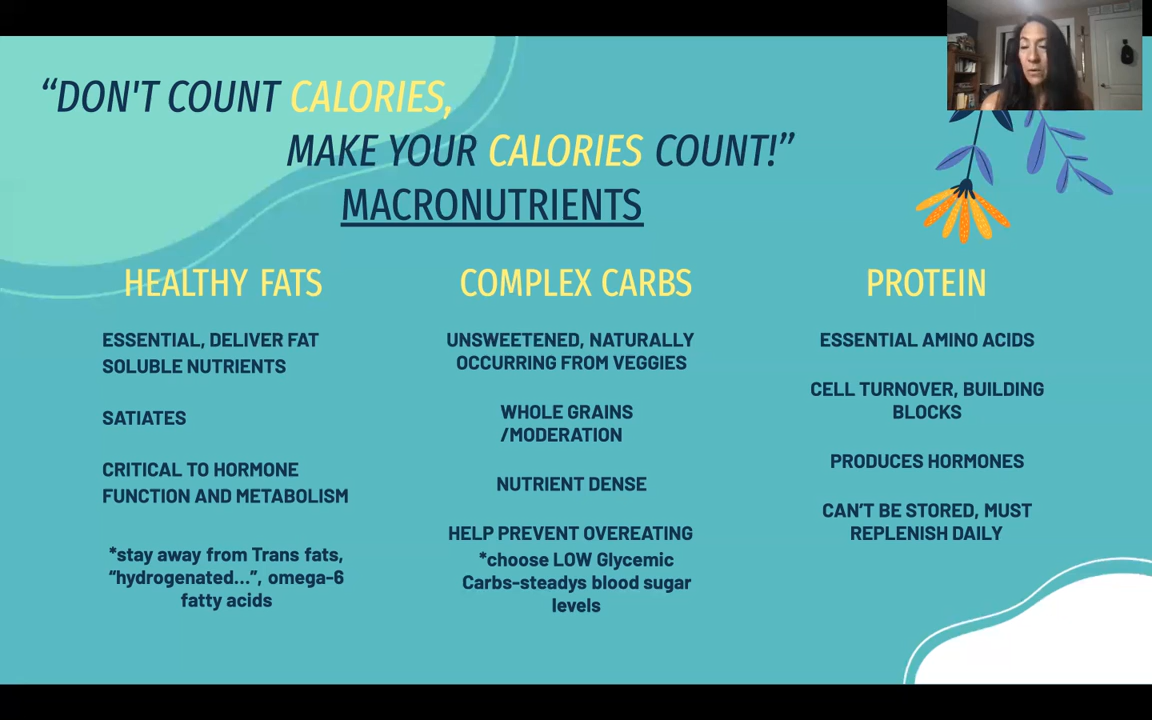 “DON'T COUNT CALORIES,
MAKE YOUR CALORIES COUNT!”
MACRONUTRIENTS
HEALTHY FATS
ESSENTIAL, DELIVER FAT
SOLUBLE NUTRIENTS
SATIATES
CRITICAL TO HORMONE
FUNCTION AND METABOLISM
*stay away from Trans fats,
“hydrogenated...”, omega-6
fatty acids
COMPLEX CARBS
UNSWEETENED, NATURALLY
OCCURRING FROM VEGGIES
WHOLE GRAINS
/MODERATION
NUTRIENT DENSE
HELP PREVENT OVEREATING
*choose LOW Glycemic
Carbs-steadys blood sugar
levels
PROTEIN
ESSENTIAL AMINO ACIDS
CELL TURNOVER, BUILDING
BLOCKS
PRODUCES HORMONES
CAN’T BE STORED, MUST
REPLENISH DAILY